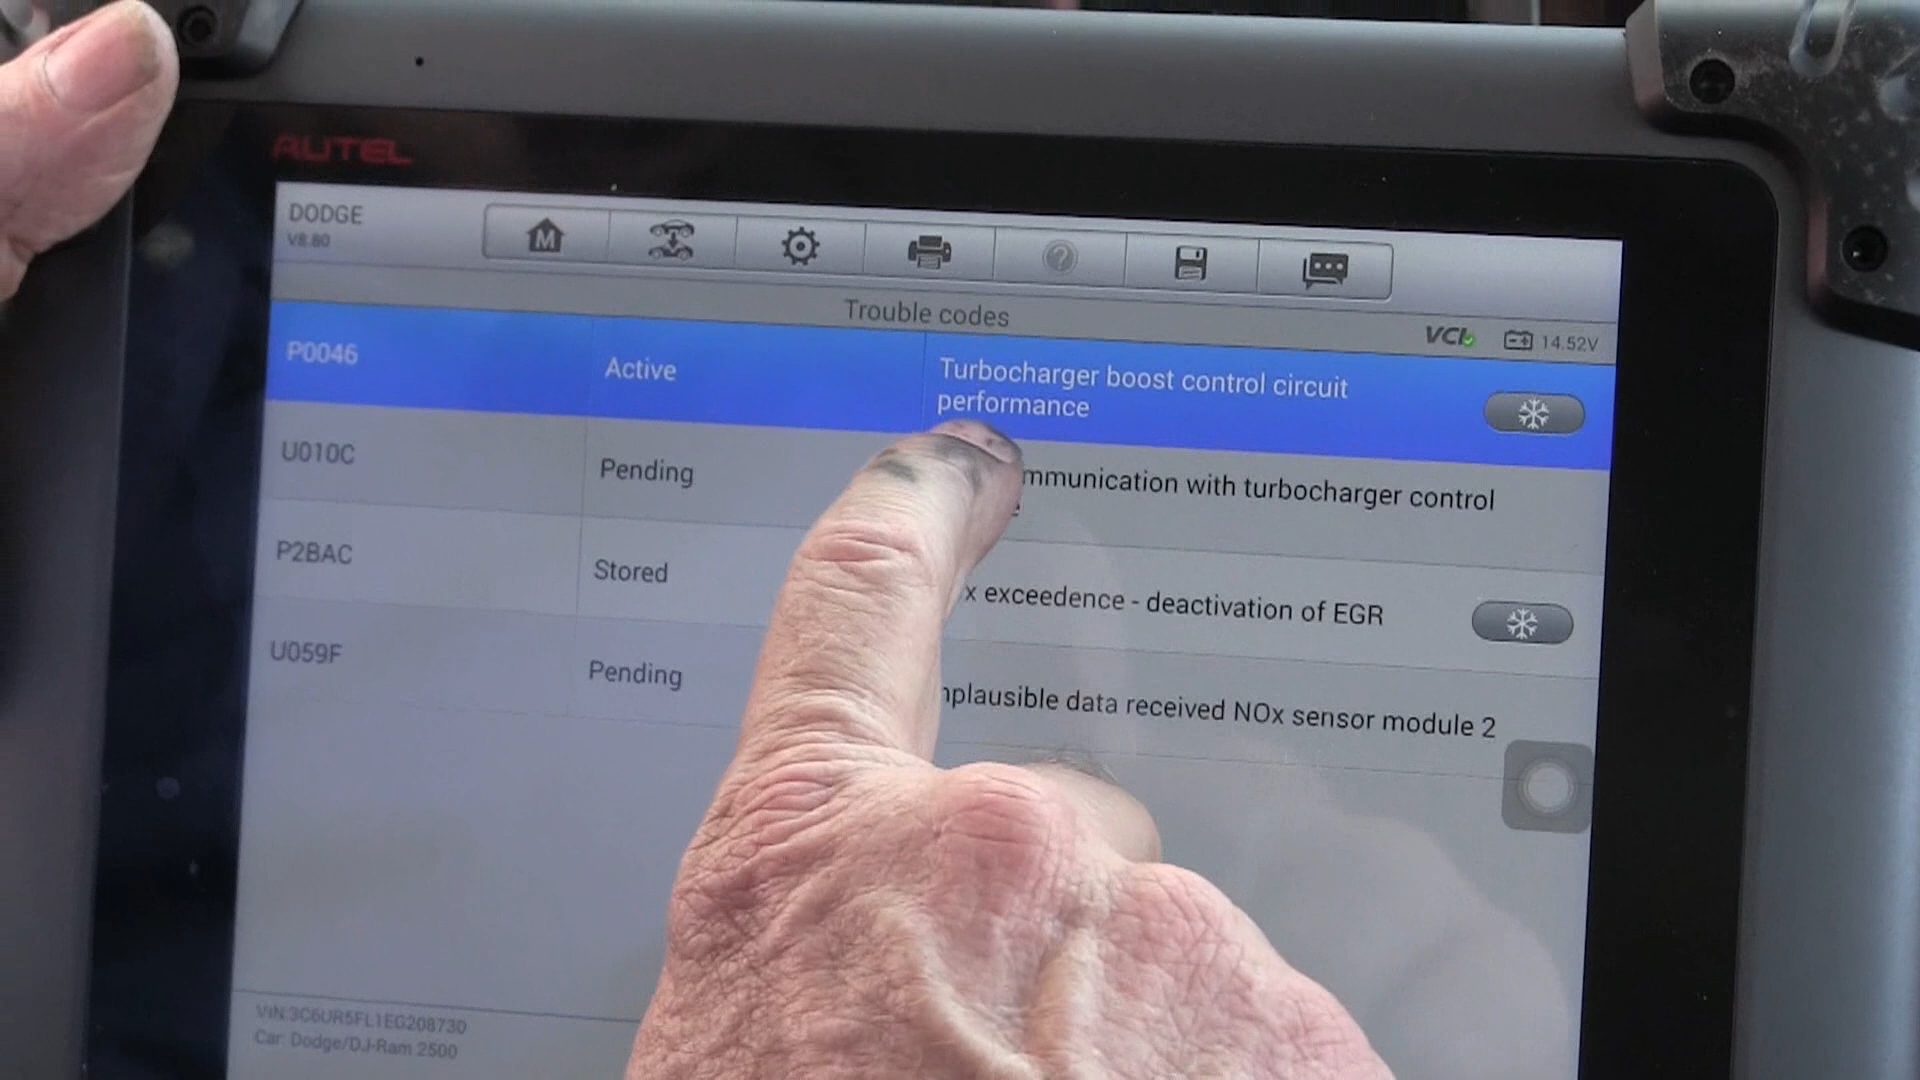 AUTEL
DODGE
V8.80
M
?
Trouble codes
VCI
14.52V
P0046
Active
Turbocharger boost control circuit
performance
U010C
Pending
mmunication with turbocharger control
e
P2BAC
Stored
x exceedence - deactivation of EGR
U059F
Pending
nplausible data received NOx sensor module 2
VIN:3C6UR5FL1EG208730
Car: Dodge/DJ-Ram 2500